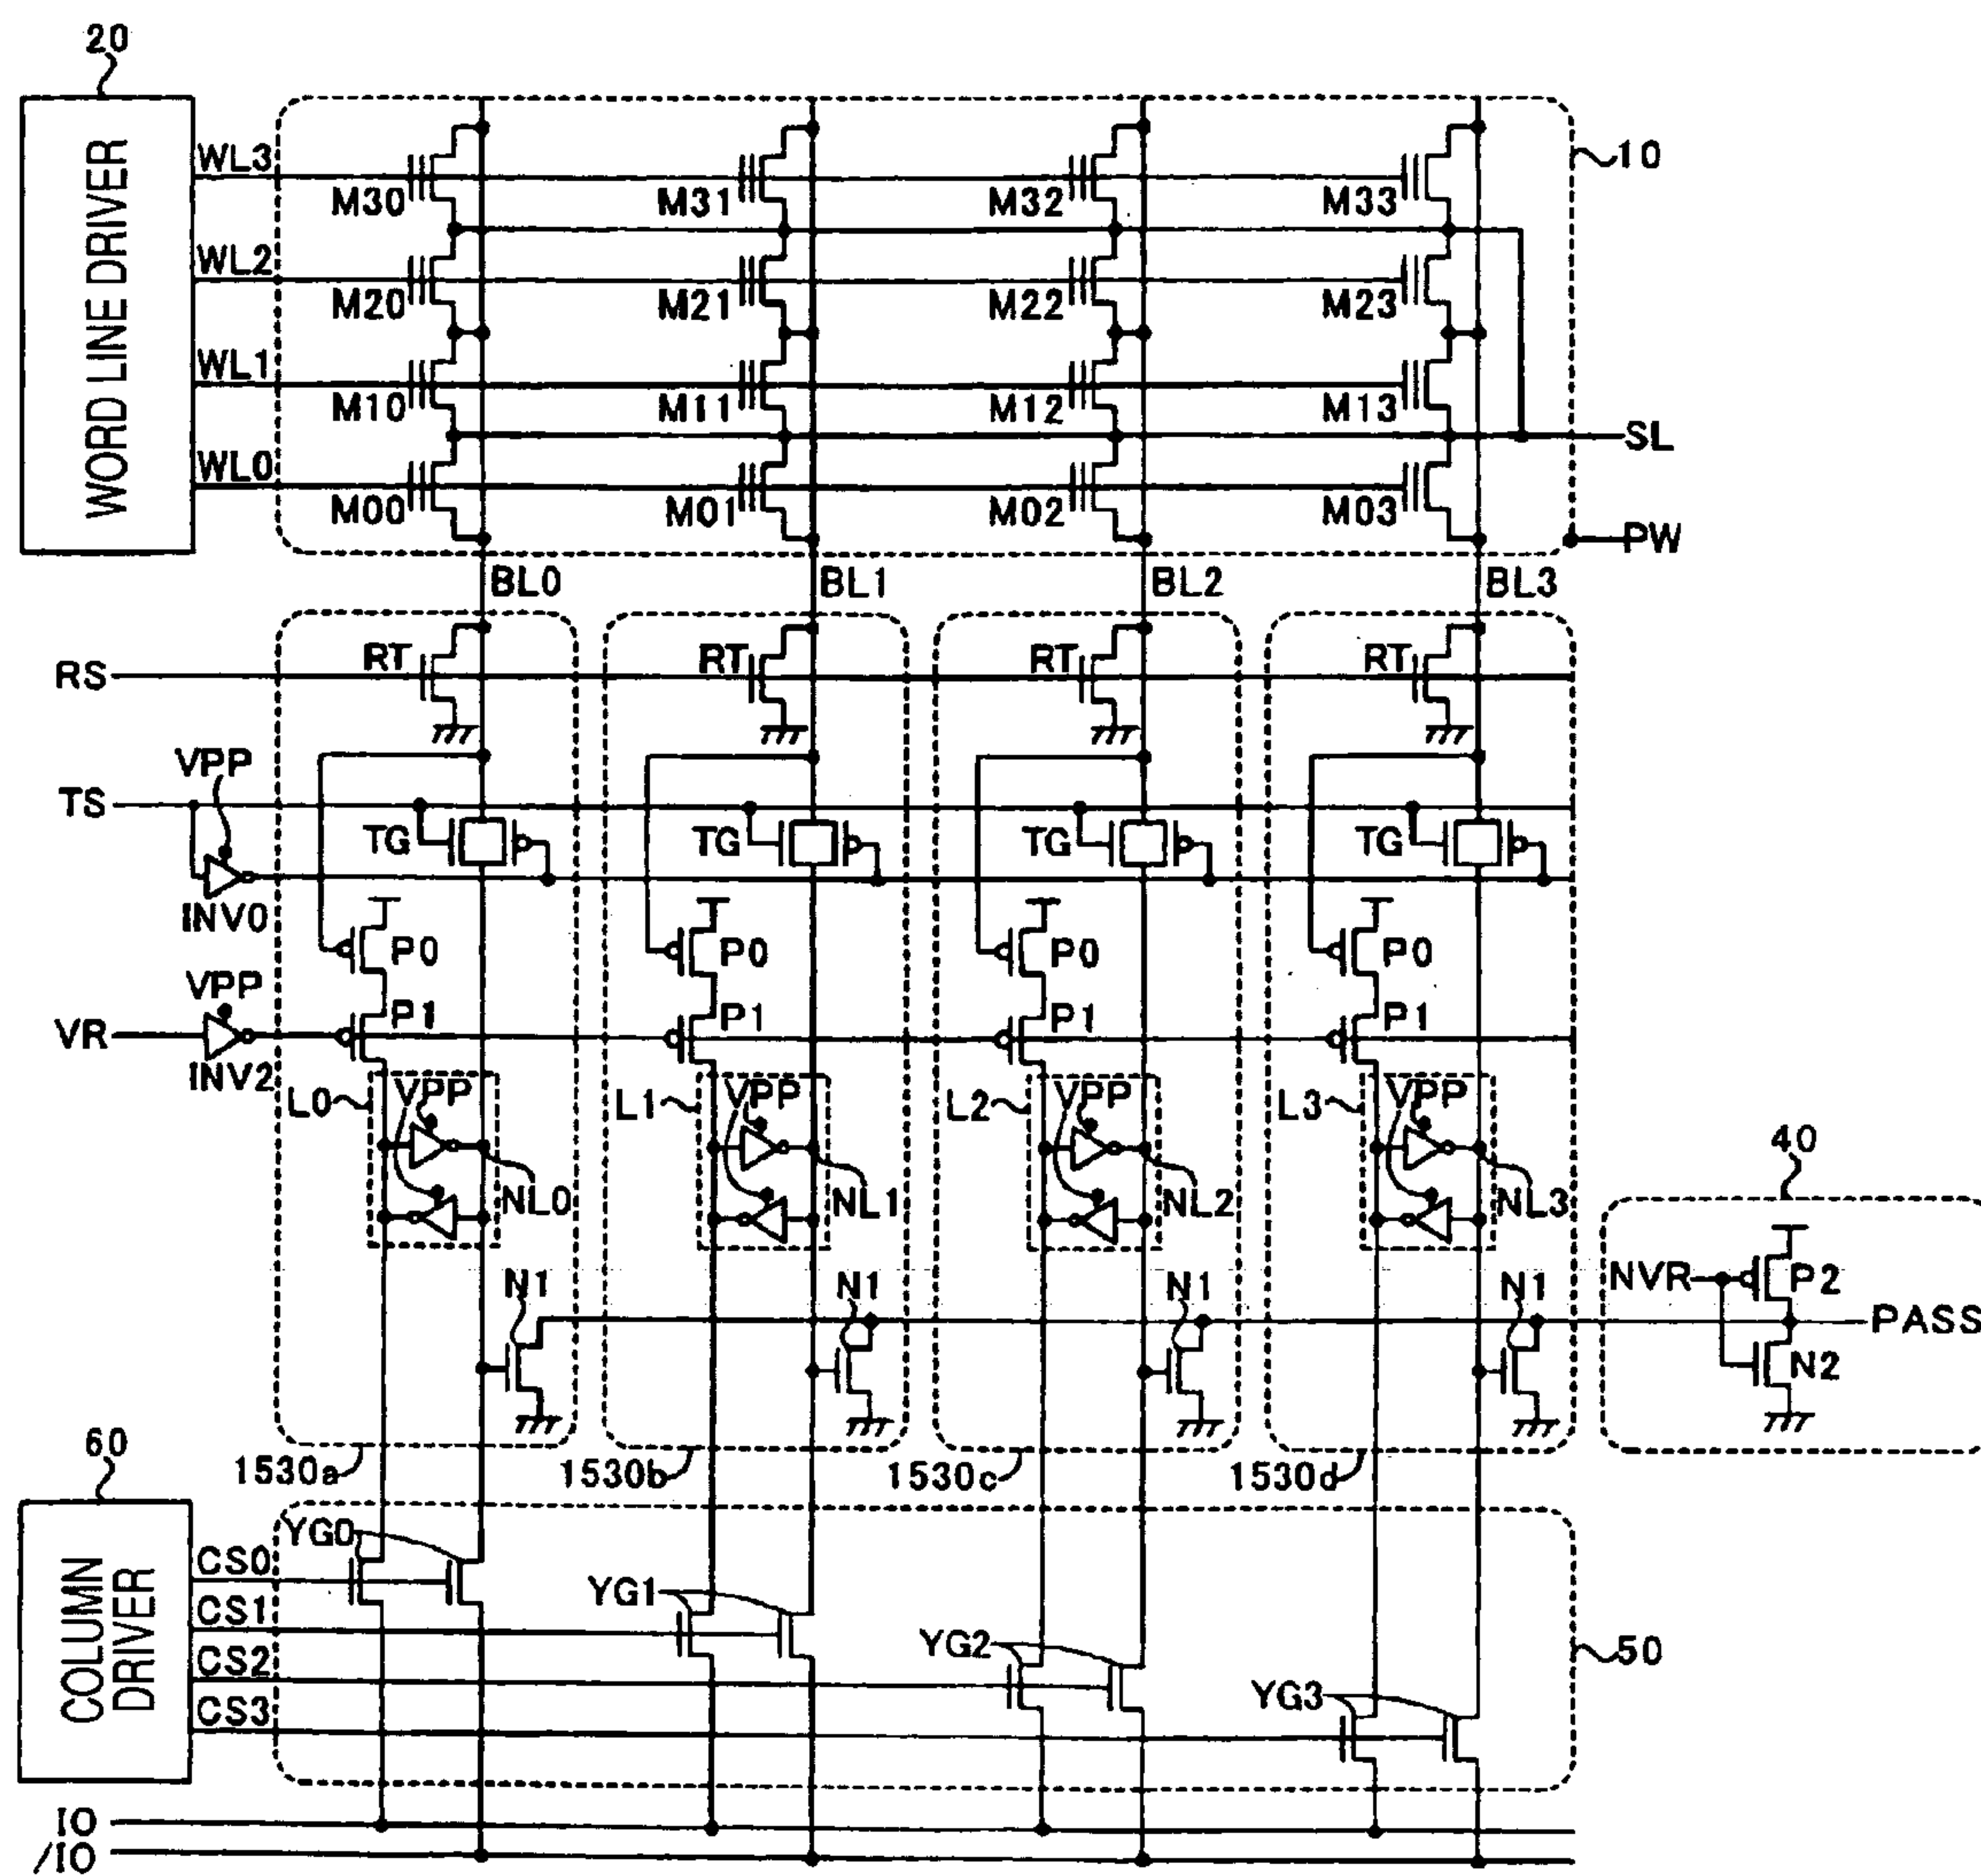 20
WORD LINE DRIVER
WL3
M30
M31
M32
M33
10
WL2
M20
M21
M22
M23
WL1
M10
M11
M12
M13
SL
WL0
M00
M01
M02
M03
PW
BL0
BL1
BL2
BL3
RS
RT
RT
RT
RT
VPP
TS
TG
TG
TG
TG
INV0
P0
P0
P0
P0
VPP
VR
P1
P1
P1
P1
INV2
L0
VPP
L1
VPP
L2
VPP
L3
VPP
40
NL0
NL1
NL2
NL3
N1
N1
N1
N1
NVR
P2
PASS
N2
60
1530a
1530b
1530c
1530d
COLUMN DRIVER
YG0
CS0
YG1
CS1
YG2
CS2
50
YG3
CS3
IO
/IO